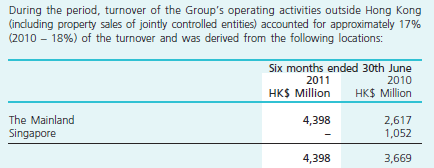 During the period, turnover of the Group's operating activities outside Hong Kong
(including property sales of jointly controlled entities) accounted for approximately 17%
(2010 – 18%) of the turnover and was derived from the following locations:
Six months ended 30th June
2011 2010
HK$ Million HK$ Million
The Mainland 4,398 2,617
Singapore – 1,052
4,398 3,669